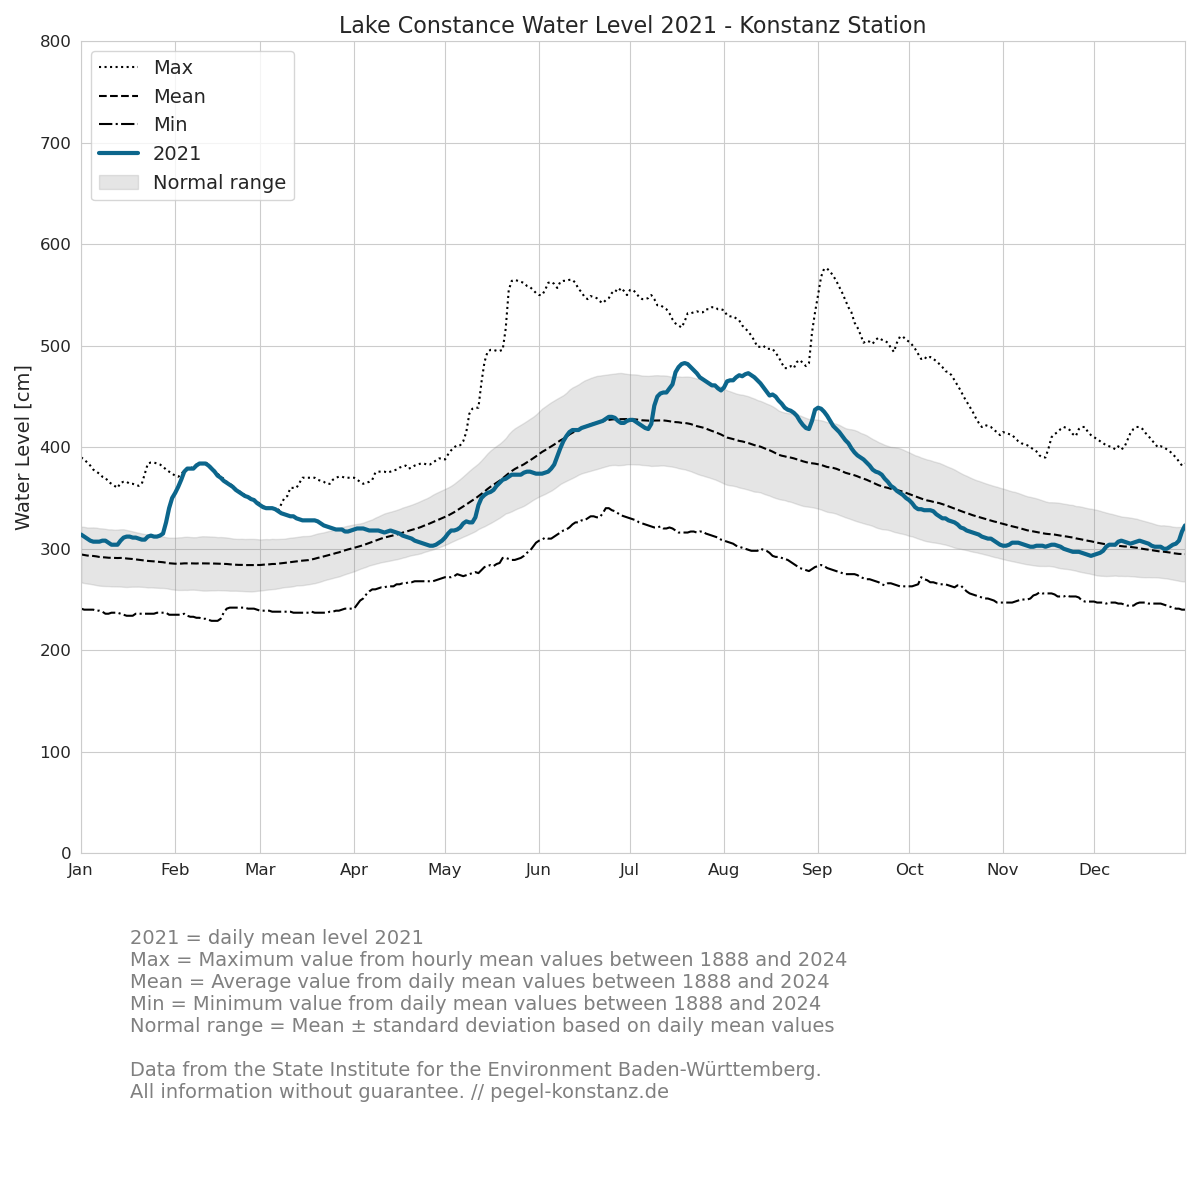 Lake Constance Water Level 2021 - Konstanz Station
Max
Mean
Min
2021
Normal range
Water Level [cm]
800
700
600
500
400
300
200
100
0
Jan Feb Mar Apr May Jun Jul Aug Sep Oct Nov Dec
2021 = daily mean level 2021
Max = Maximum value from hourly mean values between 1888 and 2024
Mean = Average value from daily mean values between 1888 and 2024
Min = Minimum value from daily mean values between 1888 and 2024
Normal range = Mean ± standard deviation based on daily mean values
Data from the State Institute for the Environment Baden-Württemberg.
All information without guarantee. // pegel-konstanz.de